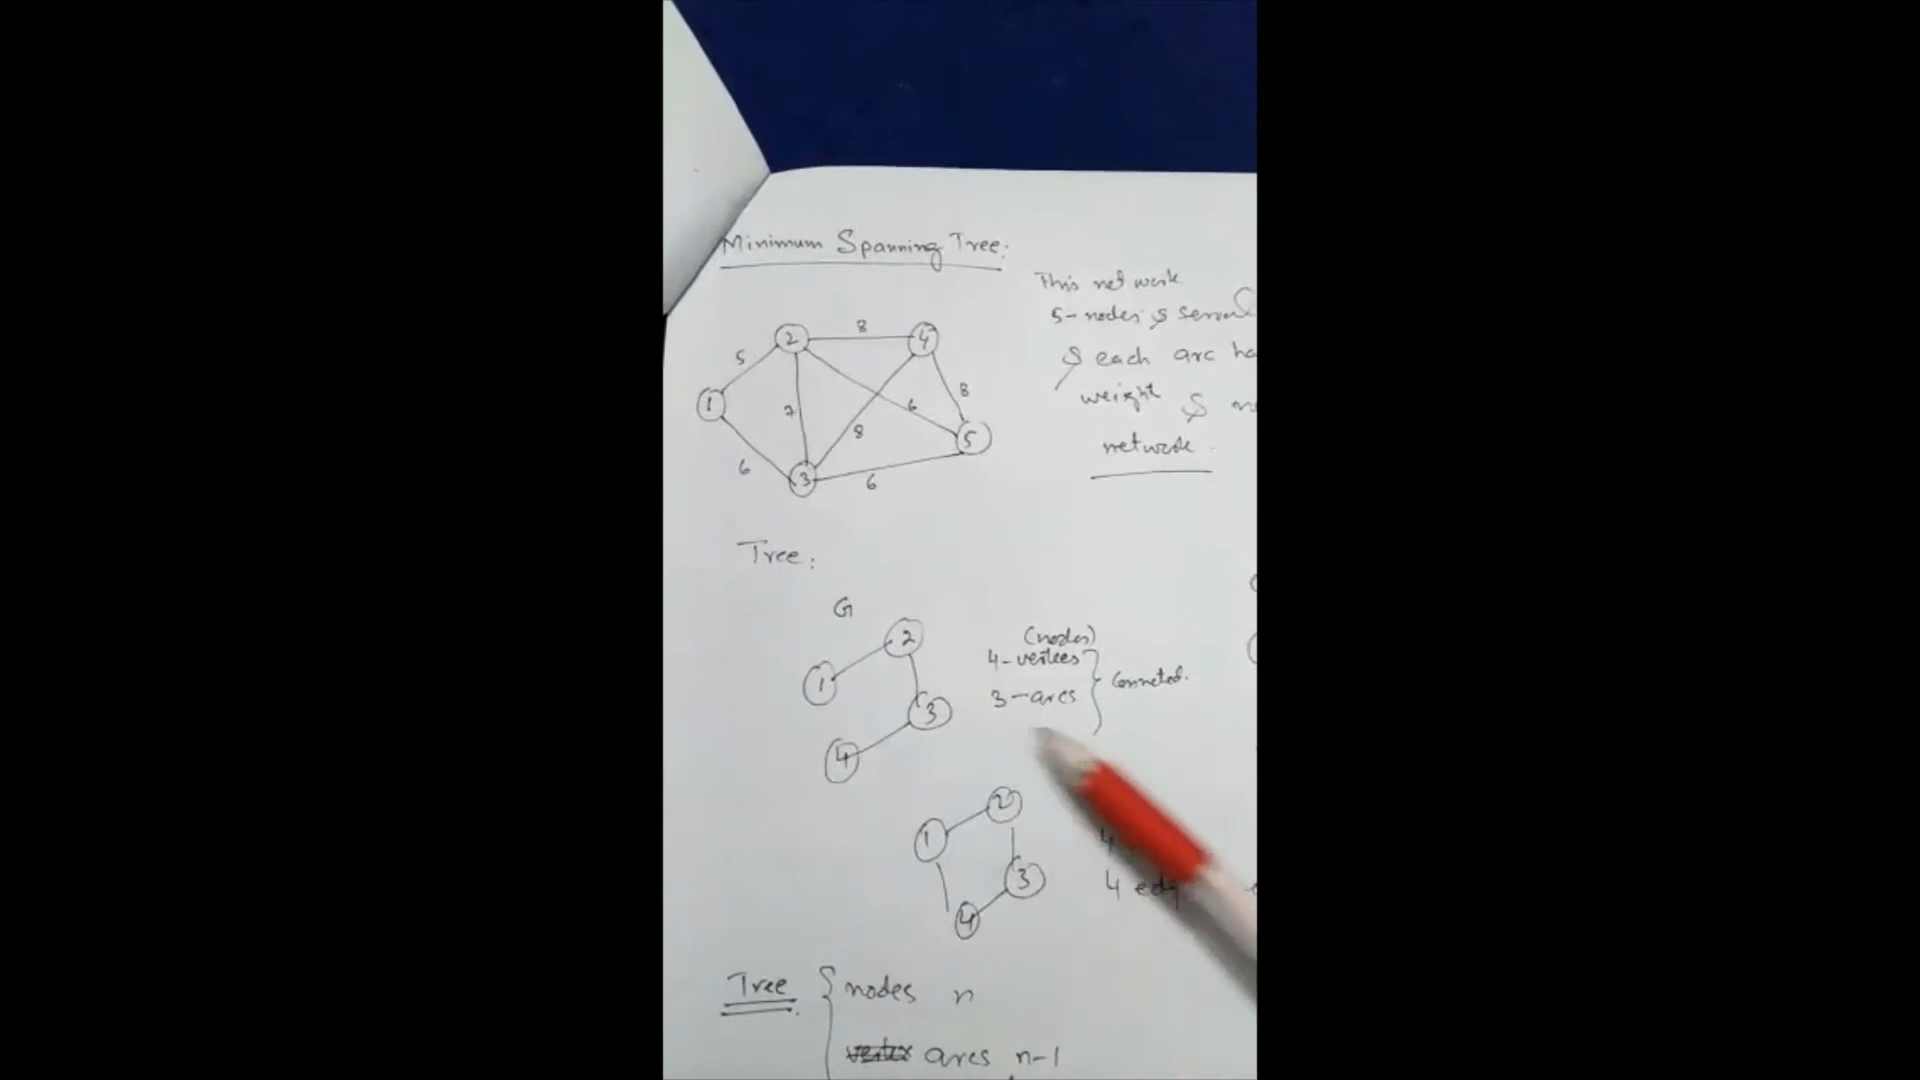 Minimum Spanning Tree:
This network
5-nodes &
& each arc
weight &
network.
2 8 4
5
1 7 6 8
8 5
6 3 6
Tree:
G
2
1
3
4
(nodes)
4-vertees
3-arcs
Connected.
2
1
3
4
4
4
Tree nodes n
arcs n-1